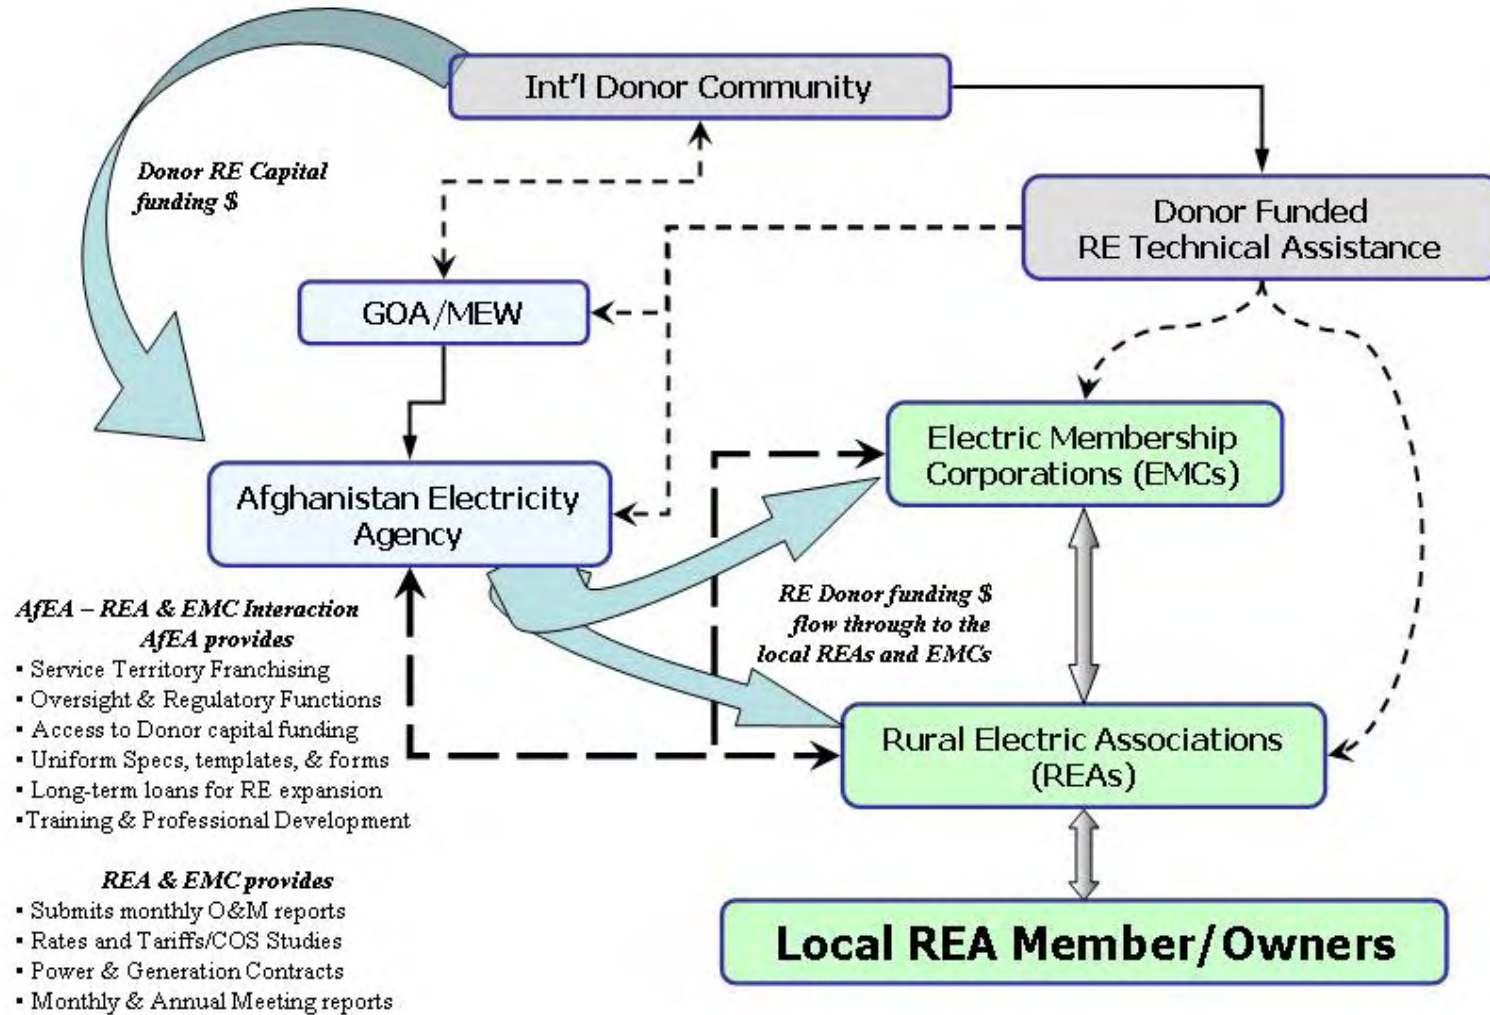 Int'l Donor Community
Donor RE Capital
funding $
Donor Funded
RE Technical Assistance
GOA/MEW
Electric Membership
Corporations (EMCs)
Afghanistan Electricity
Agency
RE Donor funding $
flow through to the
local REAs and EMCs
AfEA – REA & EMC Interaction
AfEA provides
▪ Service Territory Franchising
▪ Oversight & Regulatory Functions
▪ Access to Donor capital funding
▪ Uniform Specs, templates, & forms
▪ Long-term loans for RE expansion
▪Training & Professional Development
Rural Electric Associations
(REAs)
REA & EMC provides
▪ Submits monthly O&M reports
▪ Rates and Tariffs/COS Studies
▪ Power & Generation Contracts
▪ Monthly & Annual Meeting reports
Local REA Member/Owners